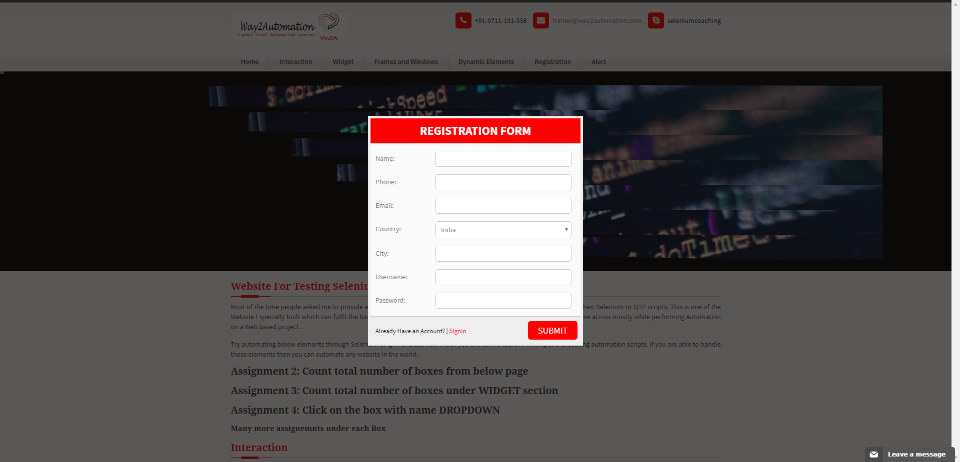 Way2Automation
+91-9711-191-558
trainer@way2automation.com
seleniumcoaching
Home Interaction Widget Frames and Windows Dynamic Elements Registration Alert
REGISTRATION FORM
Name:
Phone:
Email:
Country: India
City:
Username:
Password:
Already Have an Account? | Signin
SUBMIT
Website For Testing Seleniu
Most of the time people asked me to provide a
their Selenium or QTP scripts. This is one of the
Website I specially built which can fulfil the ba
me across mostly while performing Automation
on a Web based project .
Try automating below elements through Selen
automation scripts. If you are able to handle
these elements then you can automate any website in the world.
Assignment 2: Count total number of boxes from below page
Assignment 3: Count total number of boxes under WIDGET section
Assignment 4: Click on the box with name DROPDOWN
Many more assignemnts under each Box
Interaction
Leave a message